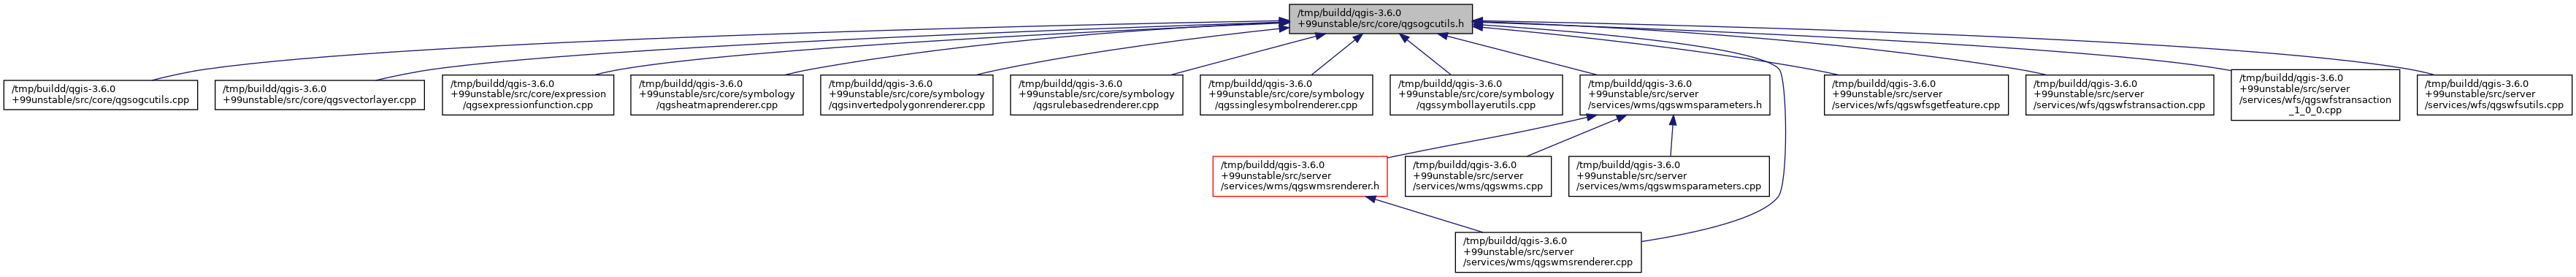 /tmp/buildd/qgis-3.6.0
+99unstable/src/core/qgsogcutils.h
/tmp/buildd/qgis-3.6.0
+99unstable/src/core/qgsogcutils.cpp
/tmp/buildd/qgis-3.6.0
+99unstable/src/core/qgsvectorlayer.cpp
/tmp/buildd/qgis-3.6.0
+99unstable/src/core/expression
/qgsexpressionfunction.cpp
/tmp/buildd/qgis-3.6.0
+99unstable/src/core/symbology
/qgsheatmaprenderer.cpp
/tmp/buildd/qgis-3.6.0
+99unstable/src/core/symbology
/qgsinvertedpolygonrenderer.cpp
/tmp/buildd/qgis-3.6.0
+99unstable/src/core/symbology
/qgsrulebasedrenderer.cpp
/tmp/buildd/qgis-3.6.0
+99unstable/src/core/symbology
/qgssinglesymbolrenderer.cpp
/tmp/buildd/qgis-3.6.0
+99unstable/src/core/symbology
/qgssymbollayerutils.cpp
/tmp/buildd/qgis-3.6.0
+99unstable/src/server
/services/wms/qgswmsparameters.h
/tmp/buildd/qgis-3.6.0
+99unstable/src/server
/services/wfs/qgswfsgetfeature.cpp
/tmp/buildd/qgis-3.6.0
+99unstable/src/server
/services/wfs/qgswfstransaction.cpp
/tmp/buildd/qgis-3.6.0
+99unstable/src/server
/services/wfs/qgswfstransaction
_1_0_0.cpp
/tmp/buildd/qgis-3.6.0
+99unstable/src/server
/services/wfs/qgswfsutils.cpp
/tmp/buildd/qgis-3.6.0
+99unstable/src/server
/services/wms/qgswmsrenderer.h
/tmp/buildd/qgis-3.6.0
+99unstable/src/server
/services/wms/qgswms.cpp
/tmp/buildd/qgis-3.6.0
+99unstable/src/server
/services/wms/qgswmsparameters.cpp
/tmp/buildd/qgis-3.6.0
+99unstable/src/server
/services/wms/qgswmsrenderer.cpp